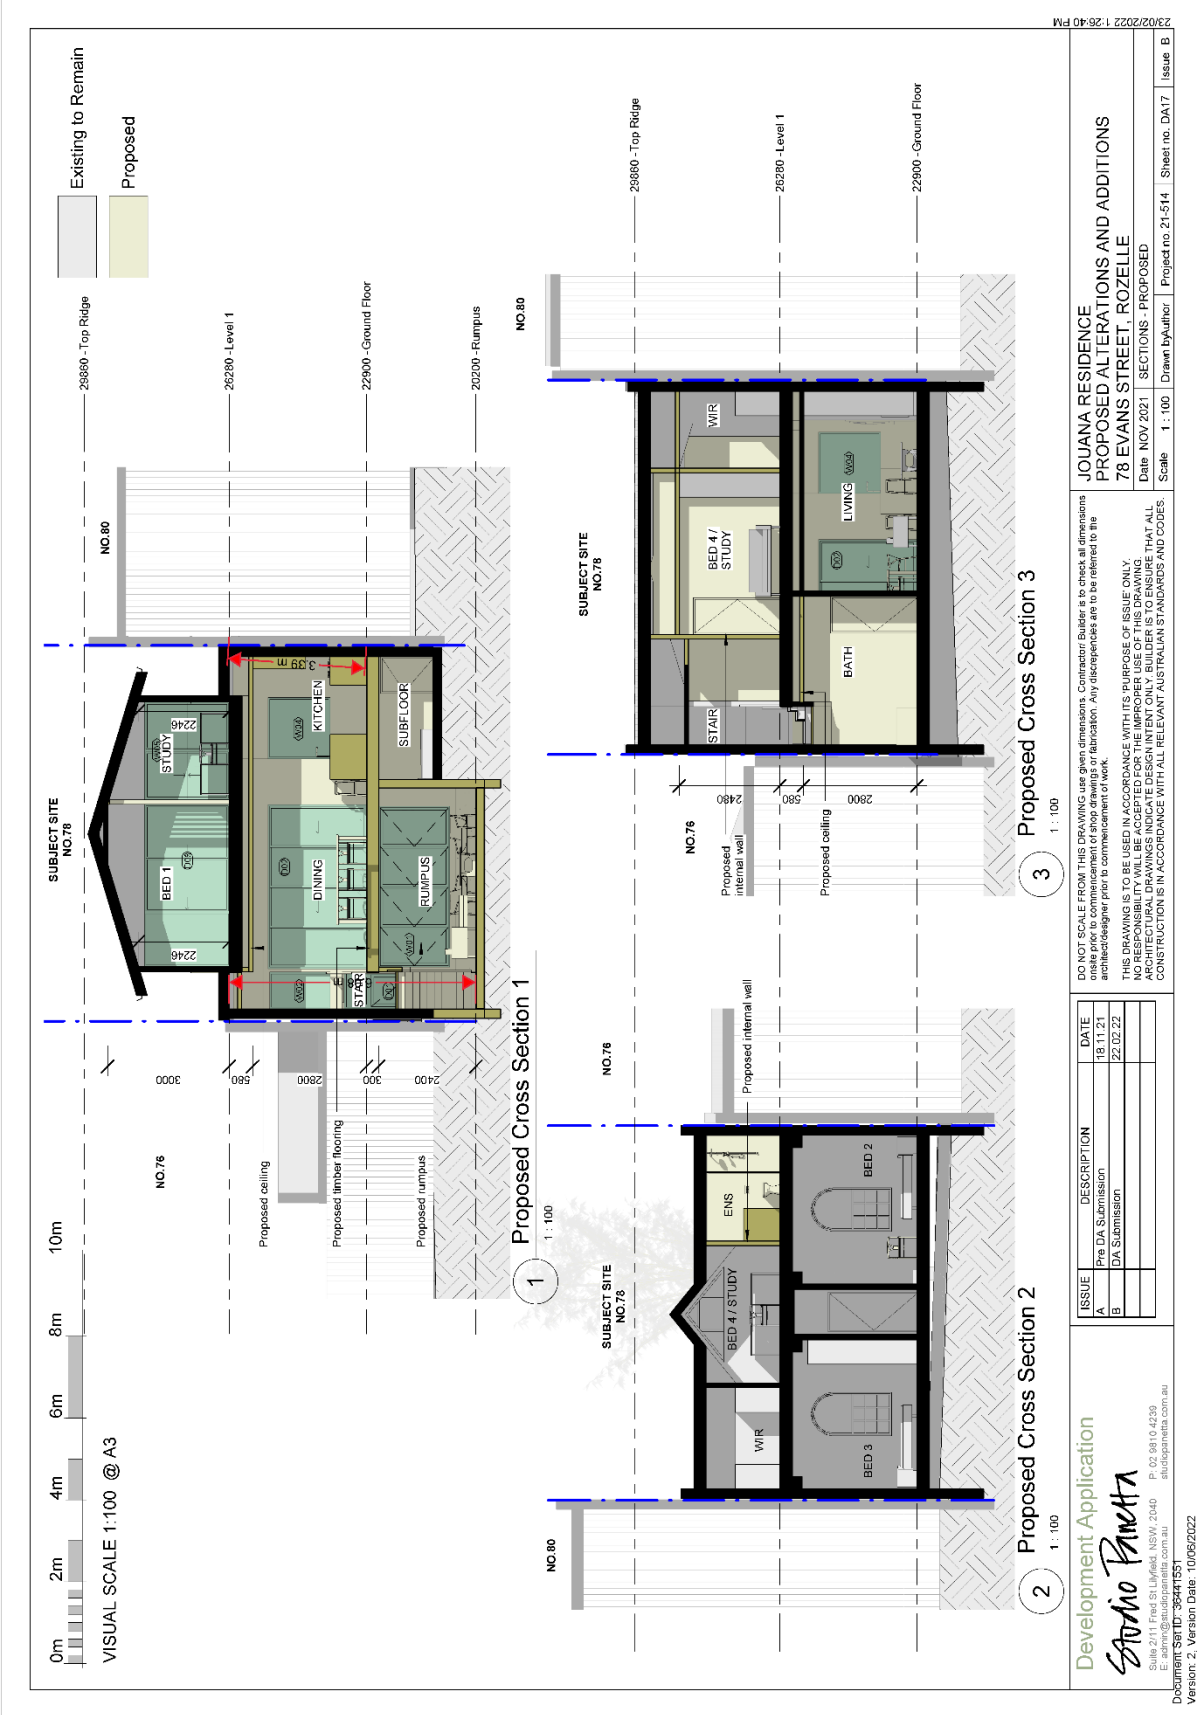 23/02/2022 1:26:40 PM
0m 2m 4m 6m 8m 10m
VISUAL SCALE 1:100 @ A3
Existing to Remain
Proposed
SUBJECT SITE
NO.78
NO.76
NO.80
29860 - Top Ridge
26280 - Level 1
22900 - Ground Floor
20200 - Rumpus
3000
580
2800
300
2400
2246
2246
BED 1
D09
STUDY
DINING
D07
KITCHEN
W04
3.39 m
STAIR
W02
SUBFLOOR
RUMPUS
W01
Proposed ceiling
Proposed timber flooring
Proposed rumpus
1
Proposed Cross Section 1
1 : 100
NO.80
SUBJECT SITE
NO.78
NO.76
WIR
BED 4 / STUDY
ENS
BED 3
BED 2
Proposed internal wall
2
Proposed Cross Section 2
1 : 100
NO.76
SUBJECT SITE
NO.78
NO.80
29860 - Top Ridge
26280 - Level 1
22900 - Ground Floor
2480
580
2800
STAIR
BED 4 /
STUDY
WIR
BATH
LIVING
D02
W04
Proposed
internal wall
Proposed ceiling
3
Proposed Cross Section 3
1 : 100
Development Application
Studio Panetta
Suite 2/11 Fred St Lilyfield. NSW. 2040 P: 02 9810 4239
E: admin@studiopanetta.com.au studiopanetta.com.au
ISSUE DESCRIPTION DATE
A Pre DA Submission 18.11.21
B DA Submission 22.02.22
DO NOT SCALE FROM THIS DRAWING use given dimensions. Contractor/ Builder is to check all dimensions
onsite prior to commencement of shop drawings or fabrication. Any discrepancies are to be referred to the
architect/designer prior to commencement of work.
THIS DRAWING IS TO BE USED IN ACCORDANCE WITH ITS 'PURPOSE OF ISSUE' ONLY.
NO RESPONSIBILITY WILL BE ACCEPTED FOR THE IMPROPER USE OF THIS DRAWING.
ARCHITECTURAL DRAWINGS INDICATE DESIGN INTENT ONLY. BUILDER IS TO ENSURE THAT ALL
CONSTRUCTION IS IN ACCORDANCE WITH ALL RELEVANT AUSTRALIAN STANDARDS AND CODES.
JOUANA RESIDENCE
PROPOSED ALTERATIONS AND ADDITIONS
78 EVANS STREET, ROZELLE
Date NOV 2021 SECTIONS - PROPOSED
Scale 1 : 100 Drawn by Author Project no. 21-514 Sheet no. DA17 Issue B
Document Set ID: 36441551
Version: 2, Version Date: 10/06/2022